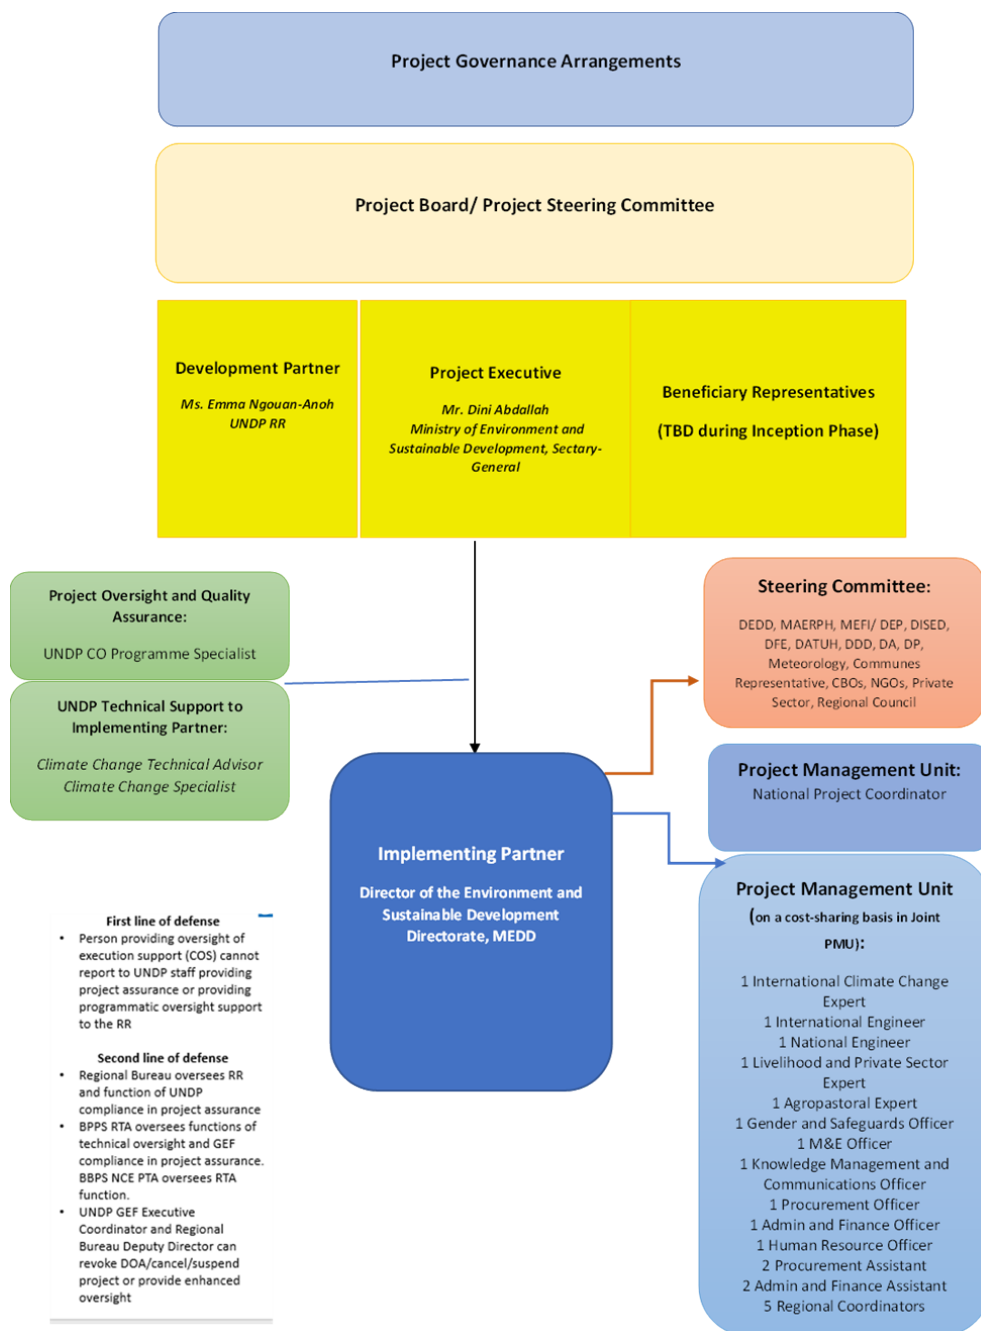 Project Governance Arrangements
Project Board/ Project Steering Committee
Development Partner
Ms. Emma Ngouan-Anoh
UNDP RR
Project Executive
Mr. Dini Abdallah
Ministry of Environment and
Sustainable Development, Sectary-
General
Beneficiary Representatives
(TBD during Inception Phase)
Project Oversight and Quality
Assurance:
UNDP CO Programme Specialist
UNDP Technical Support to
Implementing Partner:
Climate Change Technical Advisor
Climate Change Specialist
Steering Committee:
DEDD, MAERPH, MEFI/ DEP, DISED,
DFE, DATUH, DDD, DA, DP,
Meteorology, Communes
Representative, CBOs, NGOs, Private
Sector, Regional Council
Implementing Partner
Director of the Environment and
Sustainable Development
Directorate, MEDD
Project Management Unit:
National Project Coordinator
Project Management Unit
(on a cost-sharing basis in Joint
PMU):
1 International Climate Change
Expert
1 International Engineer
1 National Engineer
1 Livelihood and Private Sector
Expert
1 Agropastoral Expert
1 Gender and Safeguards Officer
1 M&E Officer
1 Knowledge Management and
Communications Officer
1 Procurement Officer
1 Admin and Finance Officer
1 Human Resource Officer
2 Procurement Assistant
2 Admin and Finance Assistant
5 Regional Coordinators
First line of defense
• Person providing oversight of
execution support (COS) cannot
report to UNDP staff providing
project assurance or providing
programmatic oversight support
to the RR
Second line of defense
• Regional Bureau oversees RR
and function of UNDP
compliance in project assurance
• BPPS RTA oversees functions of
technical oversight and GEF
compliance in project assurance.
BBPS NCE PTA oversees RTA
function.
• UNDP GEF Executive
Coordinator and Regional
Bureau Deputy Director can
revoke DOA/cancel/suspend
project or provide enhanced
oversight